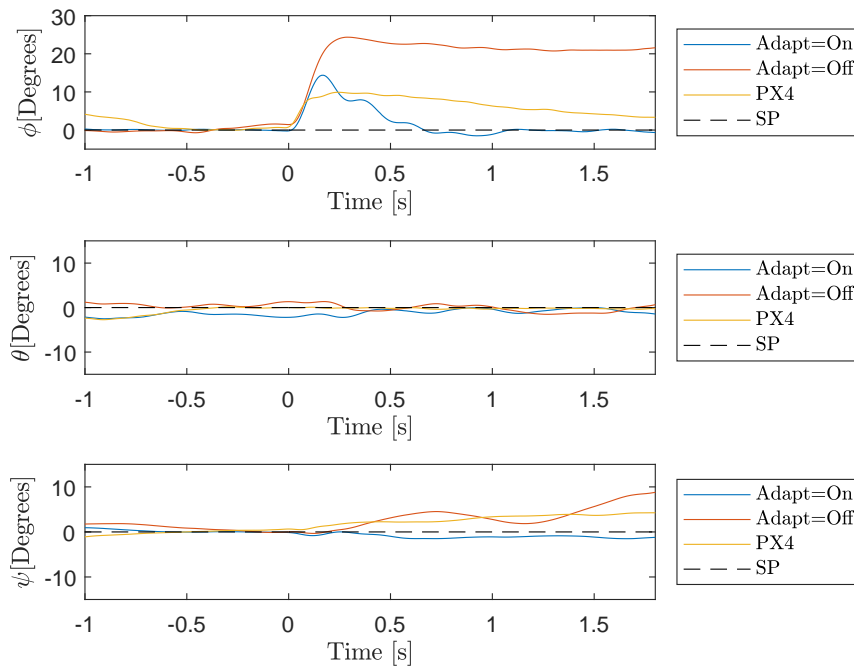 30
20
10
0
ϕ[Degrees]
-1 -0.5 0 0.5 1 1.5
Time [s]
Adapt=On
Adapt=Off
PX4
SP
10
0
-10
θ[Degrees]
-1 -0.5 0 0.5 1 1.5
Time [s]
Adapt=On
Adapt=Off
PX4
SP
10
0
-10
ψ[Degrees]
-1 -0.5 0 0.5 1 1.5
Time [s]
Adapt=On
Adapt=Off
PX4
SP